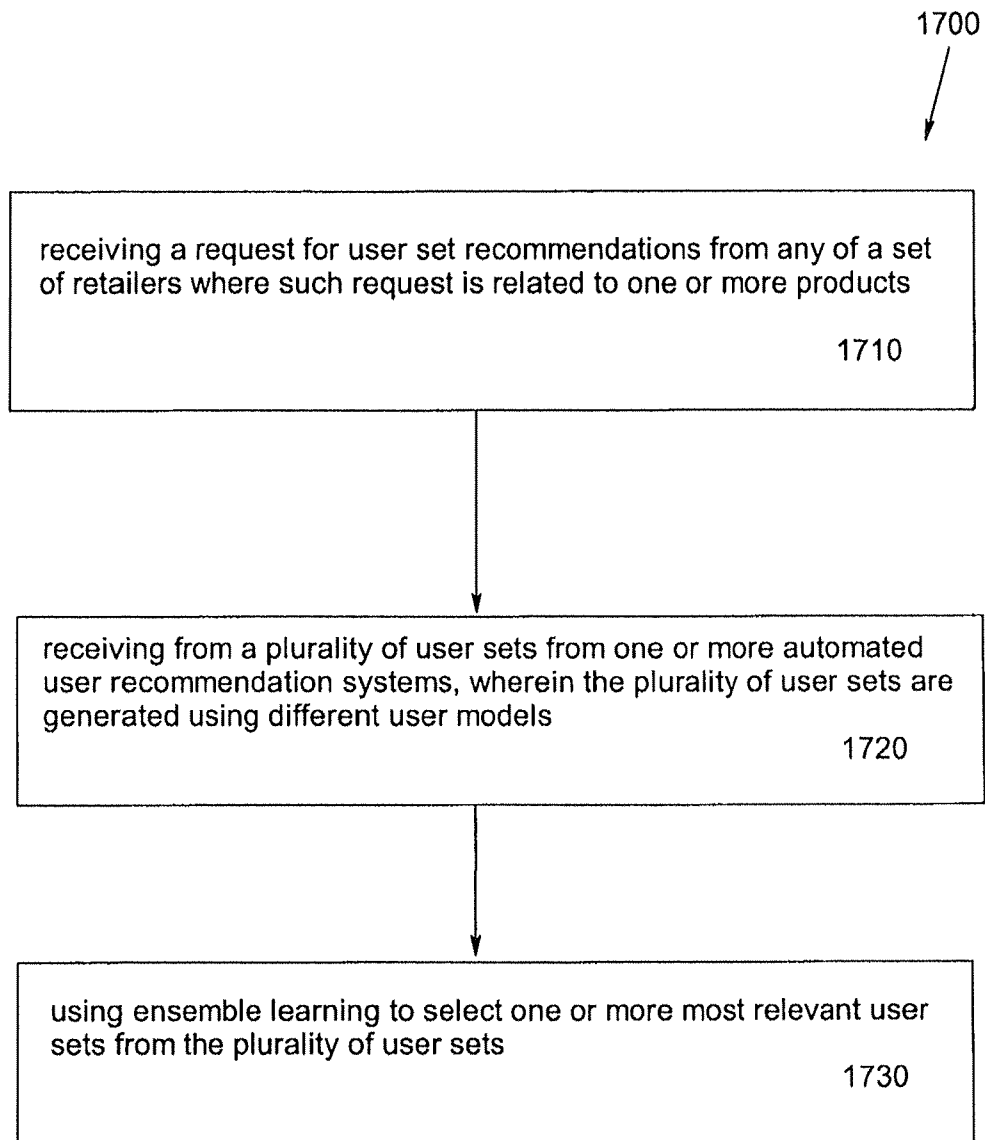 1700
receiving a request for user set recommendations from any of a set
of retailers where such request is related to one or more products
1710
receiving from a plurality of user sets from one or more automated
user recommendation systems, wherein the plurality of user sets are
generated using different user models
1720
using ensemble learning to select one or more most relevant user
sets from the plurality of user sets
1730